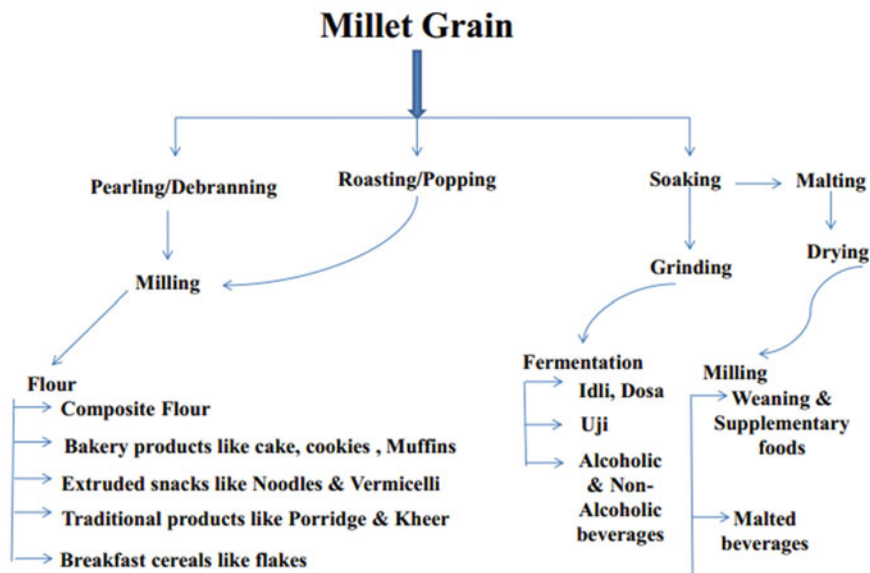 Millet Grain
Pearling/Debranning
Roasting/Popping
Soaking
Malting
Milling
Grinding
Drying
Flour
Composite Flour
Bakery products like cake, cookies , Muffins
Extruded snacks like Noodles & Vermicelli
Traditional products like Porridge & Kheer
Breakfast cereals like flakes
Fermentation
Idli, Dosa
Uji
Alcoholic
& Non-
Alcoholic
beverages
Milling
Weaning &
Supplementary
foods
Malted
beverages